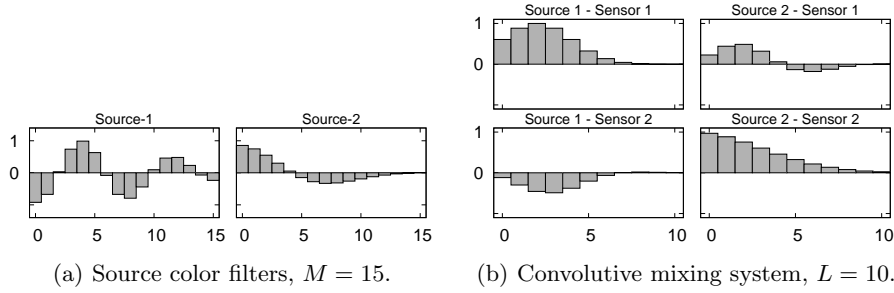 Source 1 - Sensor 1
Source 2 - Sensor 1
1
0
Source-1
Source-2
Source 1 - Sensor 2
Source 2 - Sensor 2
1
0
1
0
0 5 10 15
0 5 10 15
0 5 10
0 5 10
(a) Source color filters, M = 15.
(b) Convolutive mixing system, L = 10.